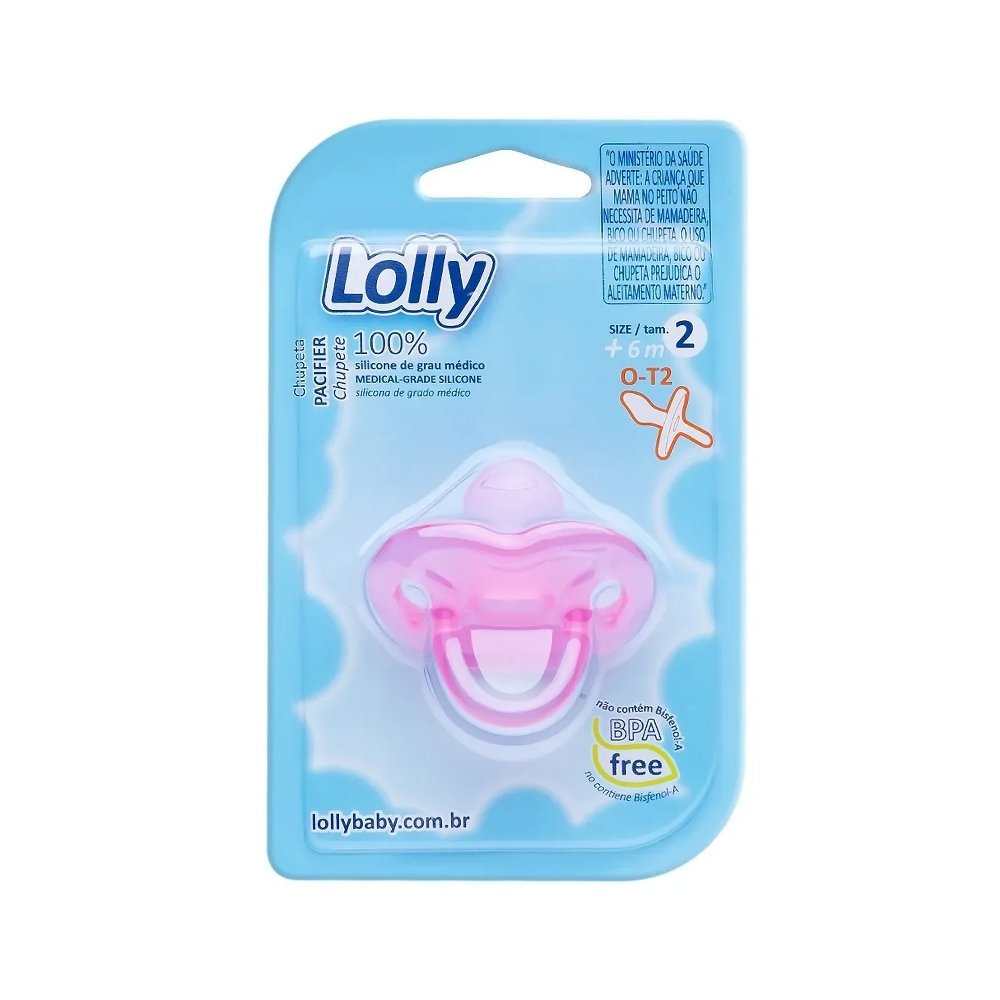 "O MINISTÉRIO DA SAÚDE
ADVERTE: A CRIANÇA QUE
MAMA NO PEITO NÃO
NECESSITA DE MAMADEIRA,
BICO OU CHUPETA. O USO
DE MAMADEIRA, BICO OU
CHUPETA PREJUDICA O
ALEITAMENTO MATERNO."
Lolly
Chupeta
PACIFIER
Chupete
100%
silicone de grau médico
MEDICAL-GRADE SILICONE
silicona de grado médico
SIZE / tam. 2
+ 6 m
O-T2
não contém Bisfenol-A
BPA
free
no contiene Bisfenol-A
lollybaby.com.br